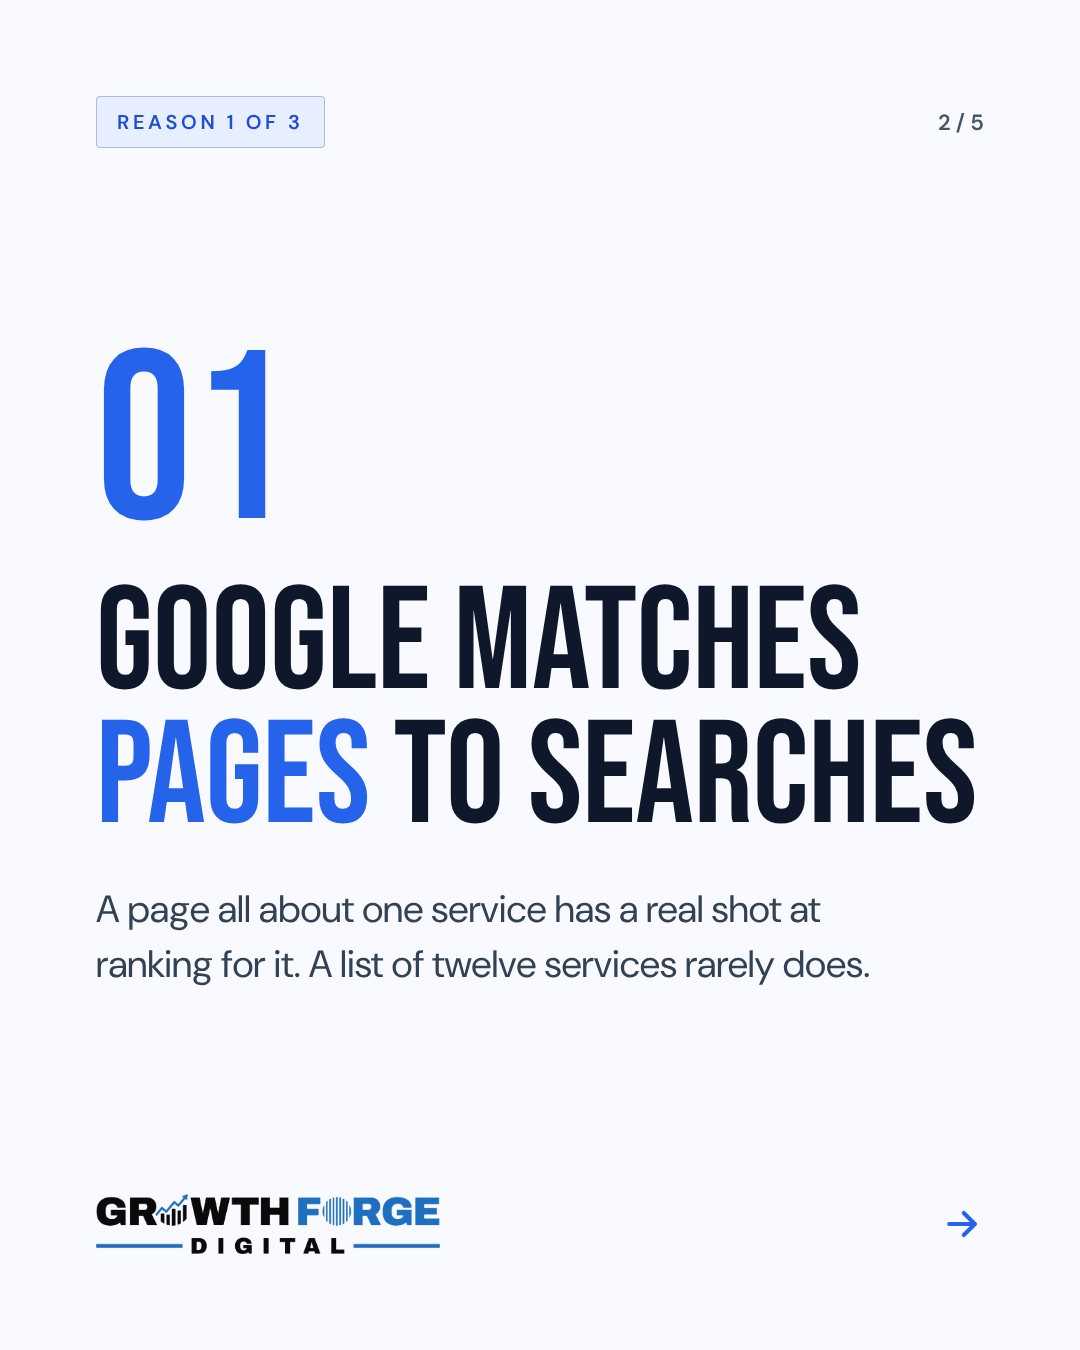 REASON 1 OF 3
2 / 5
01
GOOGLE MATCHES
PAGES TO SEARCHES
A page all about one service has a real shot at
ranking for it. A list of twelve services rarely does.
GROWTH FORGE
DIGITAL